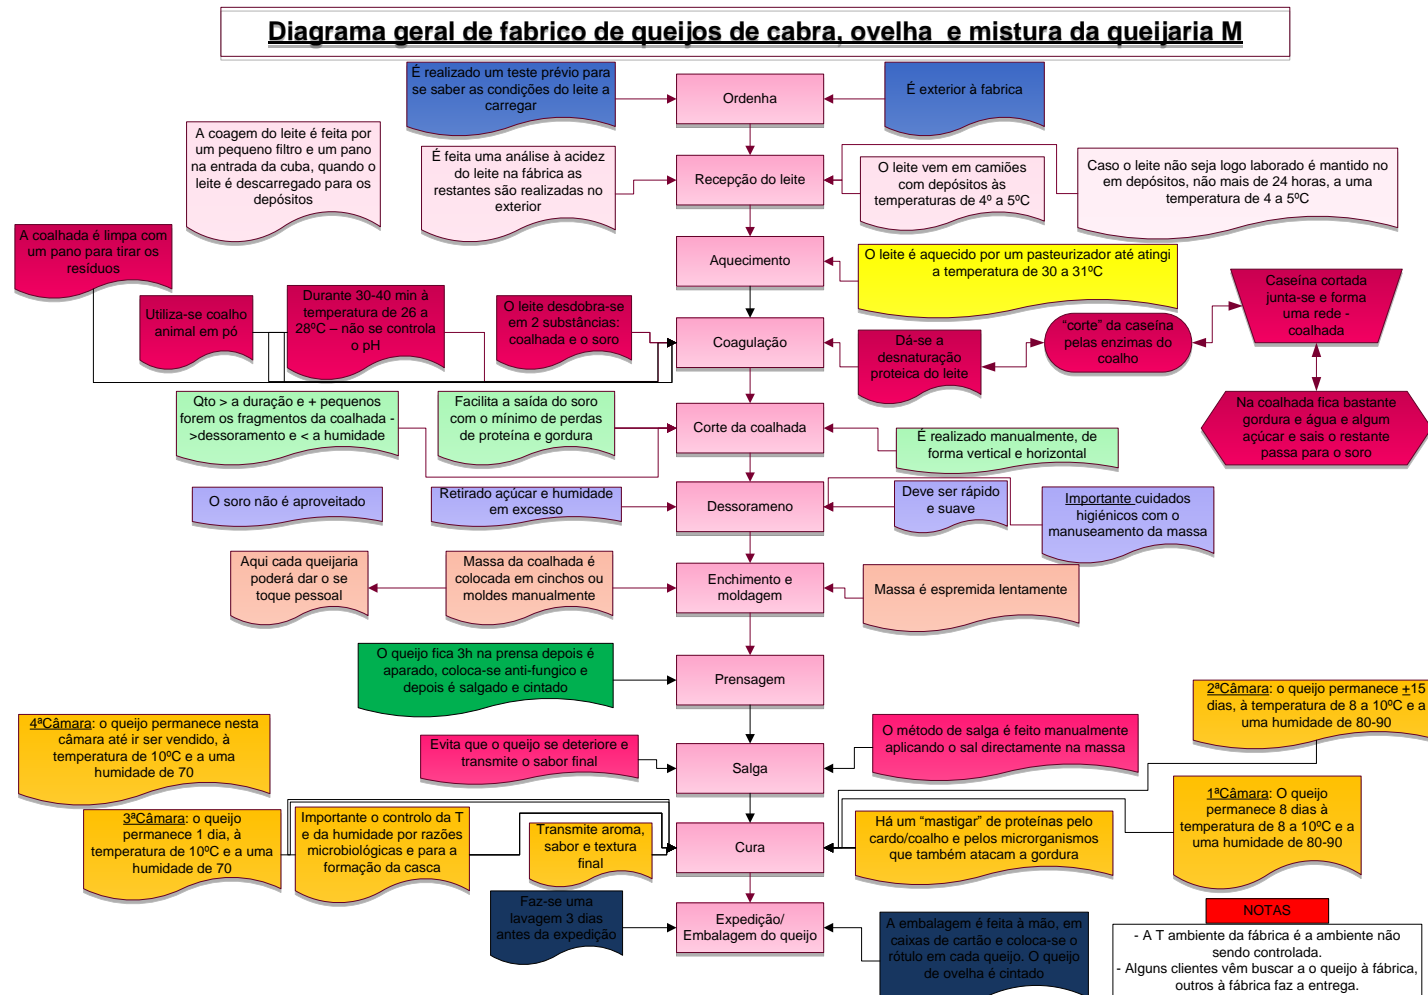 Diagrama geral de fabrico de queijos de cabra, ovelha e mistura da queijaria M
É realizado um teste prévio para
se saber as condições do leite a
carregar
Ordenha
É exterior à fabrica
A coagem do leite é feita por
um pequeno filtro e um pano
na entrada da cuba, quando o
leite é descarregado para os
depósitos
É feita uma análise à acidez
do leite na fábrica as
restantes são realizadas no
exterior
Recepção do leite
O leite vem em camiões
com depósitos às
temperaturas de 4º a 5ºC
Caso o leite não seja logo laborado é mantido no
em depósitos, não mais de 24 horas, a uma
temperatura de 4 a 5ºC
A coalhada é limpa com
um pano para tirar os
resíduos
Aquecimento
O leite é aquecido por um pasteurizador até atingi
a temperatura de 30 a 31ºC
Utiliza-se coalho
animal em pó
Durante 30-40 min à
temperatura de 26 a
28ºC – não se controla
o pH
O leite desdobra-se
em 2 substâncias:
coalhada e o soro
Coagulação
Dá-se a
desnaturação
proteica do leite
“corte” da caseína
pelas enzimas do
coalho
Caseína cortada
junta-se e forma
uma rede -
coalhada
Na coalhada fica bastante
gordura e água e algum
açúcar e sais o restante
passa para o soro
Qto > a duração e + pequenos
forem os fragmentos da coalhada -
>dessoramento e < a humidade
Facilita a saída do soro
com o mínimo de perdas
de proteína e gordura
Corte da coalhada
É realizado manualmente, de
forma vertical e horizontal
O soro não é aproveitado
Retirado açúcar e humidade
em excesso
Dessorameno
Deve ser rápido
e suave
Importante cuidados
higiénicos com o
manuseamento da massa
Aqui cada queijaria
poderá dar o se
toque pessoal
Massa da coalhada é
colocada em cinchos ou
moldes manualmente
Enchimento e
moldagem
Massa é espremida lentamente
O queijo fica 3h na prensa depois é
aparado, coloca-se anti-fungico e
depois é salgado e cintado
Prensagem
2ªCâmara: o queijo permanece +15
dias, à temperatura de 8 a 10ºC e a
uma humidade de 80-90
4ªCâmara: o queijo permanece nesta
câmara até ir ser vendido, à
temperatura de 10ºC e a uma
humidade de 70
Evita que o queijo se deteriore e
transmite o sabor final
Salga
O método de salga é feito manualmente
aplicando o sal directamente na massa
3ªCâmara: o queijo
permanece 1 dia, à
temperatura de 10ºC e a uma
humidade de 70
Importante o controlo da T
e da humidade por razões
microbiológicas e para a
formação da casca
Transmite aroma,
sabor e textura
final
Cura
Há um “mastigar” de proteínas pelo
cardo/coalho e pelos microrganismos
que também atacam a gordura
1ªCâmara: O queijo
permanece 8 dias à
temperatura de 8 a 10ºC e a
uma humidade de 80-90
Faz-se uma
lavagem 3 dias
antes da expedição
Expedição/
Embalagem do queijo
A embalagem é feita à mão, em
caixas de cartão e coloca-se o
rótulo em cada queijo. O queijo
de ovelha é cintado
NOTAS
- A T ambiente da fábrica é a ambiente não
sendo controlada.
- Alguns clientes vêm buscar a o queijo à fábrica,
outros à fábrica faz a entrega.